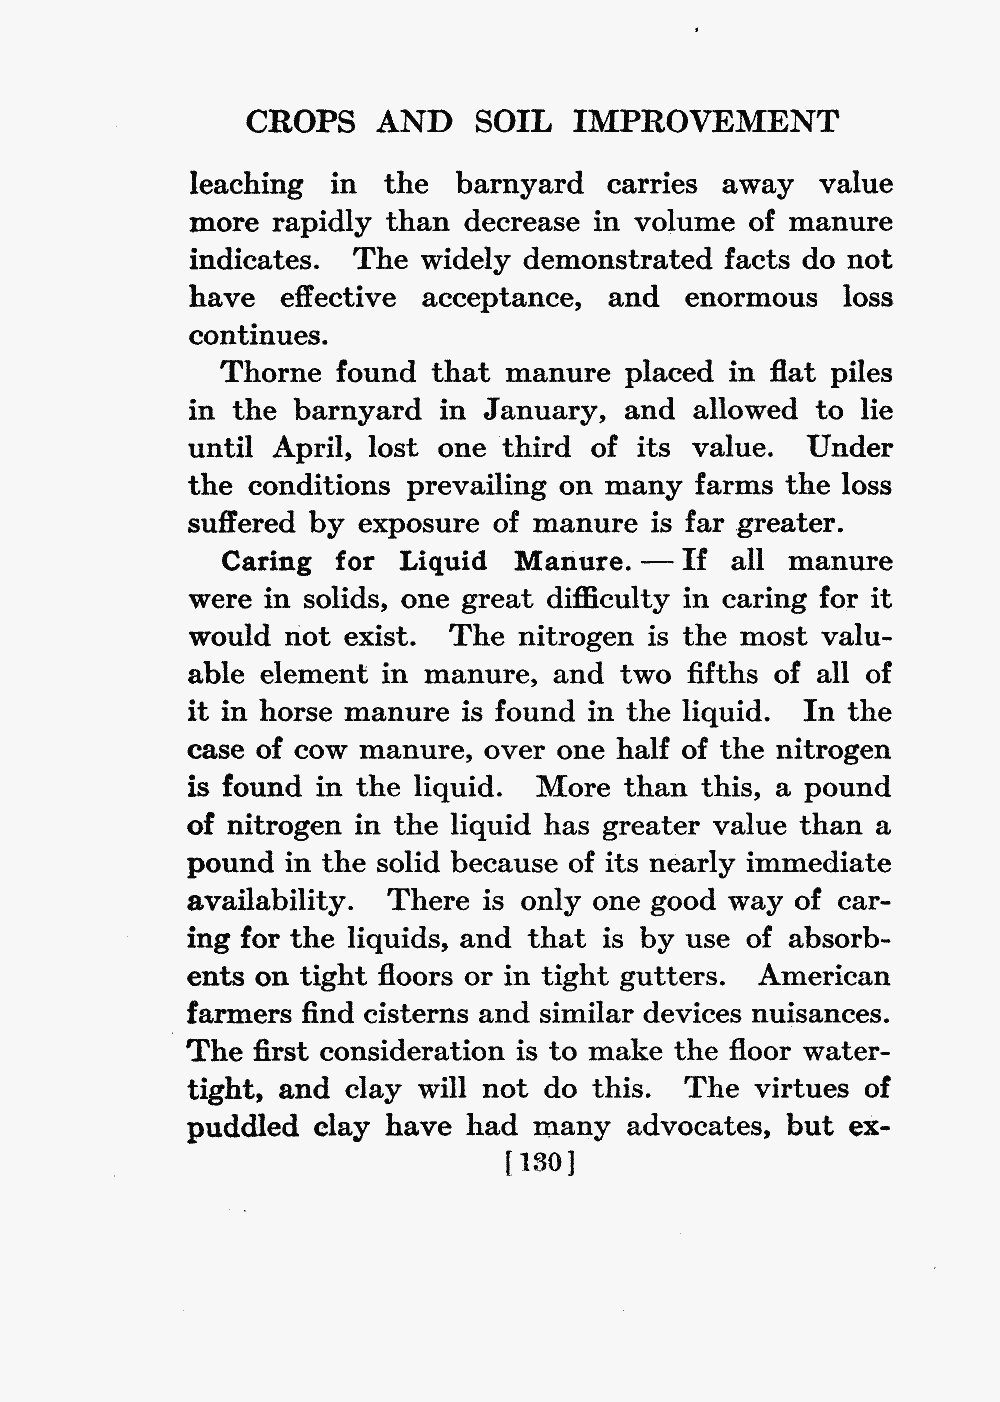 CROPS AND SOIL IMPROVEMENT
leaching in the barnyard carries away value
more rapidly than decrease in volume of manure
indicates. The widely demonstrated facts do not
have effective acceptance, and enormous loss
continues.
Thorne found that manure placed in flat piles
in the barnyard in January, and allowed to lie
until April, lost one third of its value. Under
the conditions prevailing on many farms the loss
suffered by exposure of manure is far greater.
Caring for Liquid Manure. — If all manure
were in solids, one great difficulty in caring for it
would not exist. The nitrogen is the most valu-
able element in manure, and two fifths of all of
it in horse manure is found in the liquid. In the
case of cow manure, over one half of the nitrogen
is found in the liquid. More than this, a pound
of nitrogen in the liquid has greater value than a
pound in the solid because of its nearly immediate
availability. There is only one good way of car-
ing for the liquids, and that is by use of absorb-
ents on tight floors or in tight gutters. American
farmers find cisterns and similar devices nuisances.
The first consideration is to make the floor water-
tight, and clay will not do this. The virtues of
puddled clay have had many advocates, but ex-
[130]